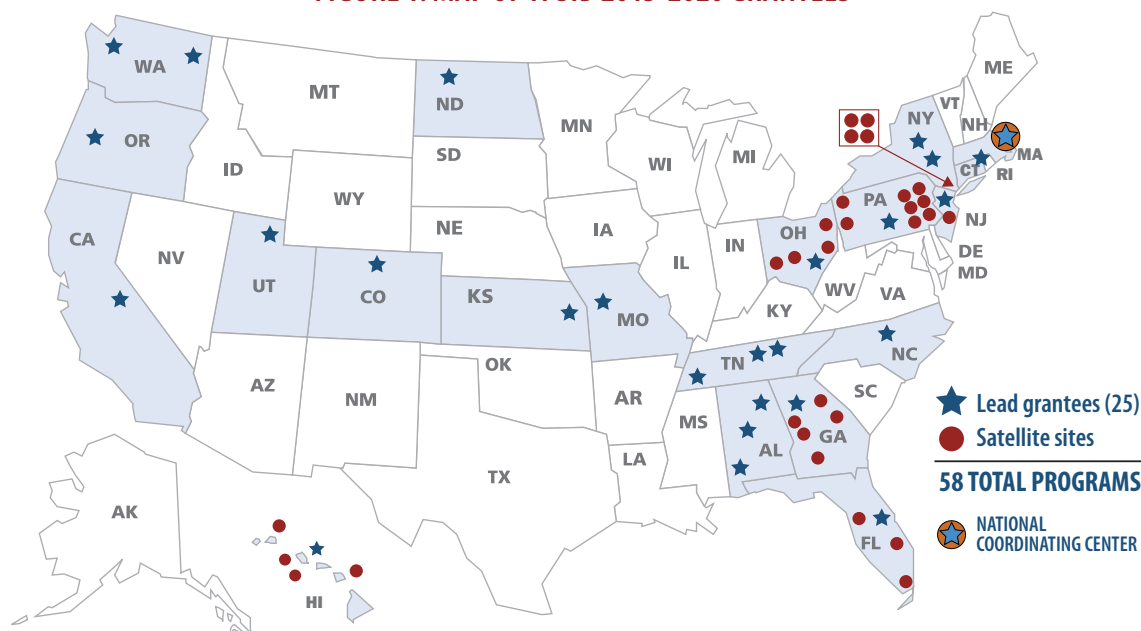 WA
MT
ND
MN
ME
VT
NH
NY
MA
CT
RI
OR
ID
SD
WI
MI
WY
PA
NJ
CA
NV
NE
IA
OH
IN
IL
DE
MD
UT
CO
KS
MO
WV
VA
KY
AZ
NM
OK
AR
TN
NC
SC
MS
AL
GA
TX
LA
FL
AK
HI
Lead grantees (25)
Satellite sites
58 TOTAL PROGRAMS
NATIONAL
COORDINATING CENTER